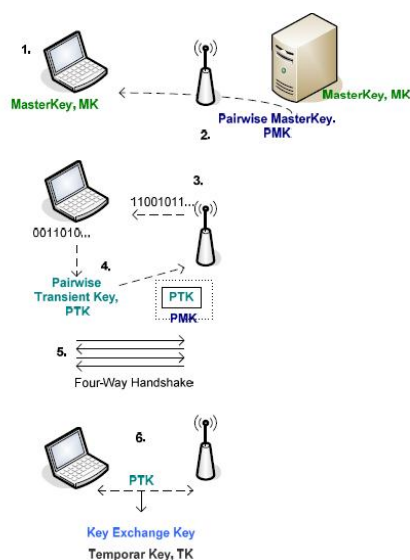 1.
MasterKey, MK
MasterKey, MK
Pairwise MasterKey.
PMK
2.
3.
11001011...
0011010...
4.
Pairwise
Transient Key,
PTK
PTK
PMK
5.
Four-Way Handshake
6.
PTK
Key Exchange Key
Temporar Key, TK